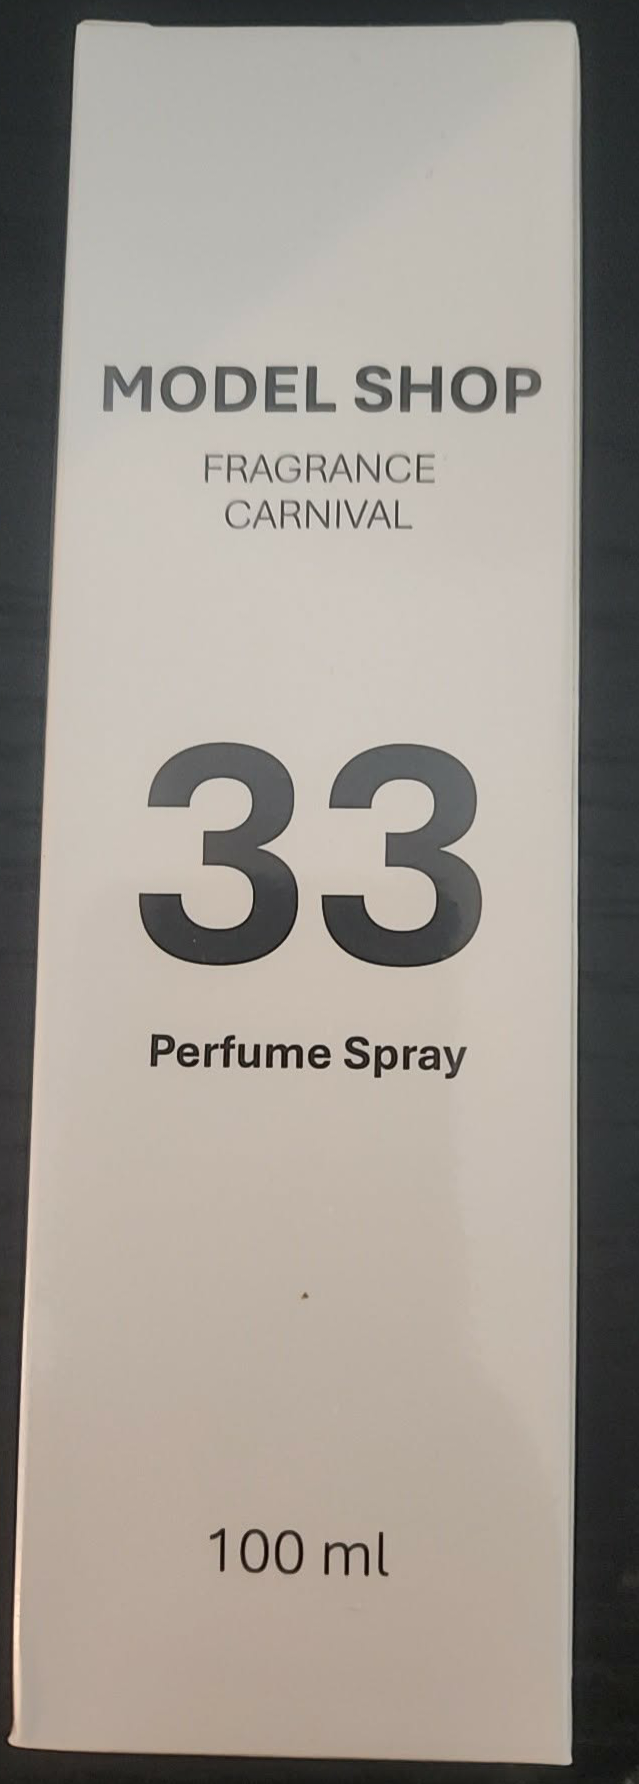 MODEL SHOP
FRAGRANCE
CARNIVAL
33
Perfume Spray
100 ml